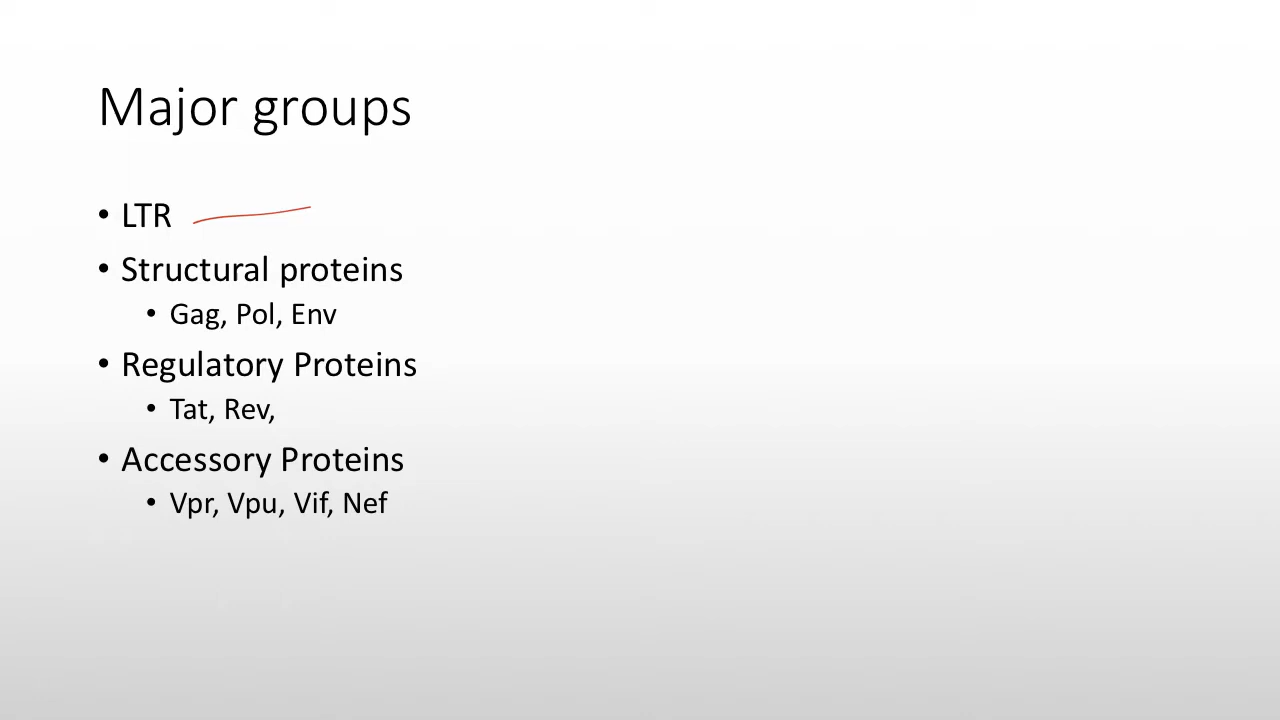 Major groups
• LTR
• Structural proteins
• Gag, Pol, Env
• Regulatory Proteins
• Tat, Rev,
• Accessory Proteins
• Vpr, Vpu, Vif, Nef